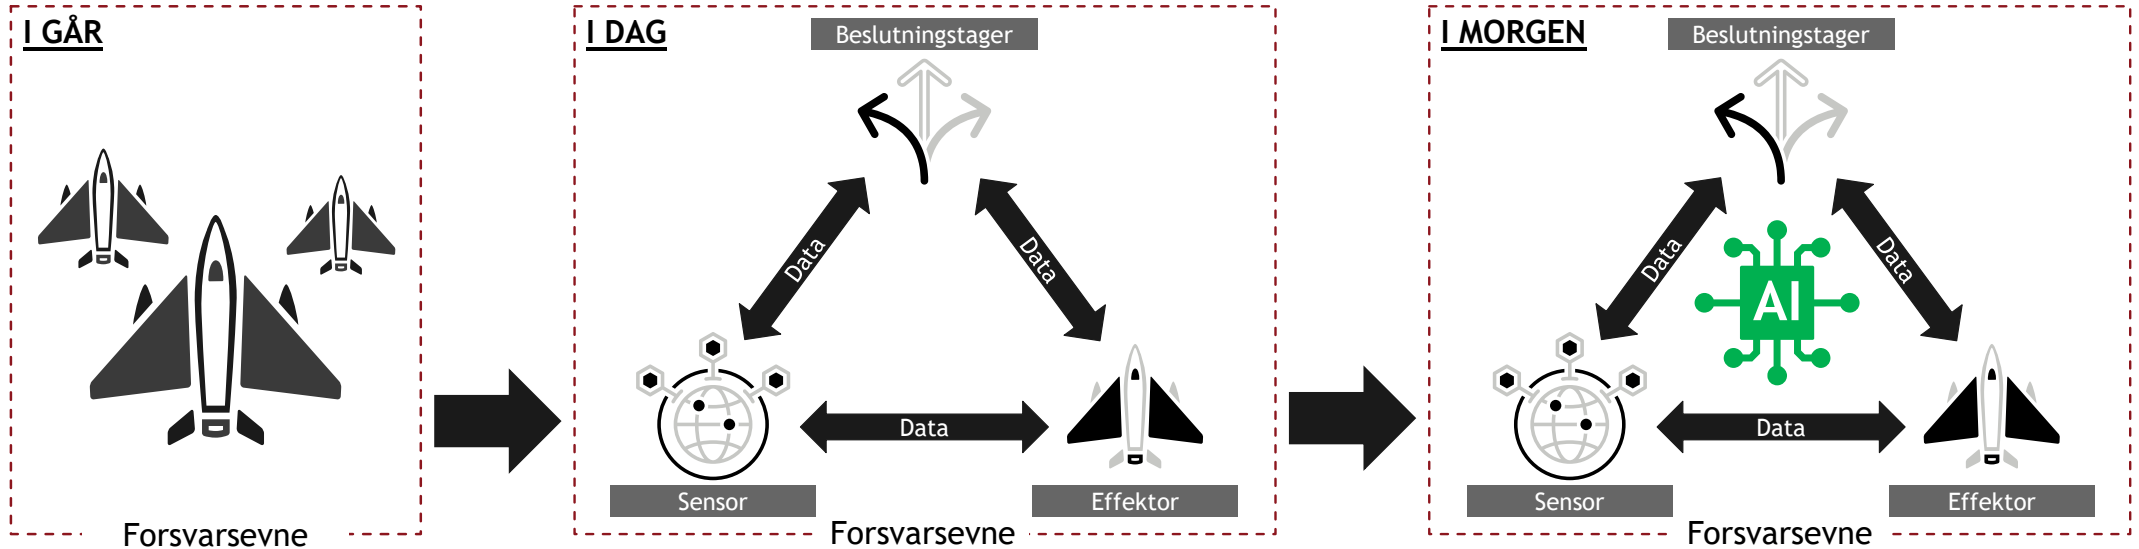 I GÅR
Forsvarsevne
I DAG
Beslutningstager
Data
Data
Data
Sensor
Effektor
Forsvarsevne
I MORGEN
Beslutningstager
Data
Data
AI
Data
Sensor
Effektor
Forsvarsevne